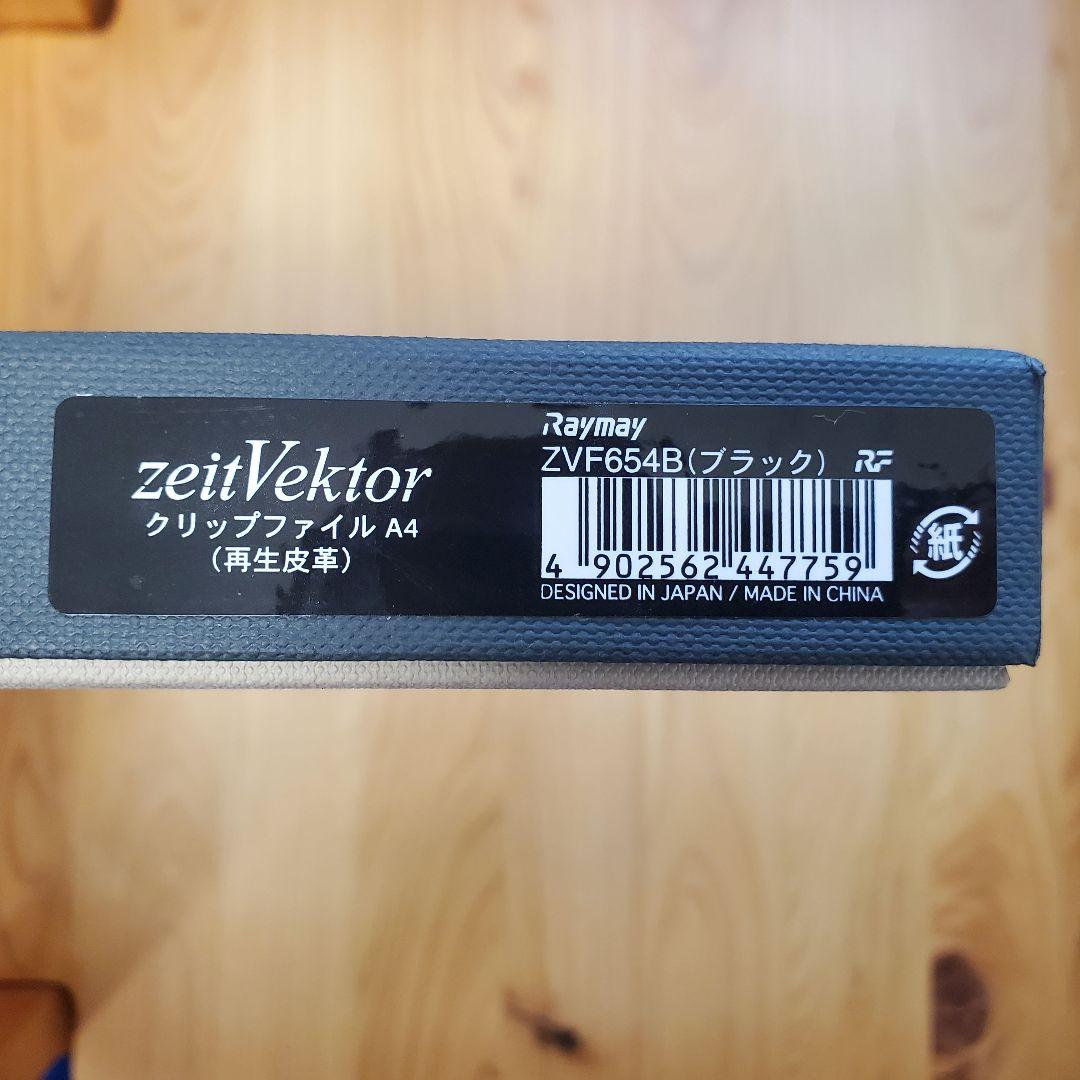 zeitVektor
クリップファイル A4
(再生皮革)
Raymay
ZVF654B(ブラック) RF
4 902562 447759
DESIGNED IN JAPAN / MADE IN CHINA
紙